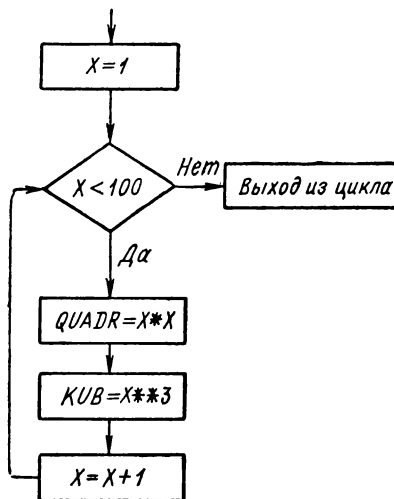 X=1
X<100
Нет
Выход из цикла
Да
QUADR=X*X
KUB=X**3
X=X+1